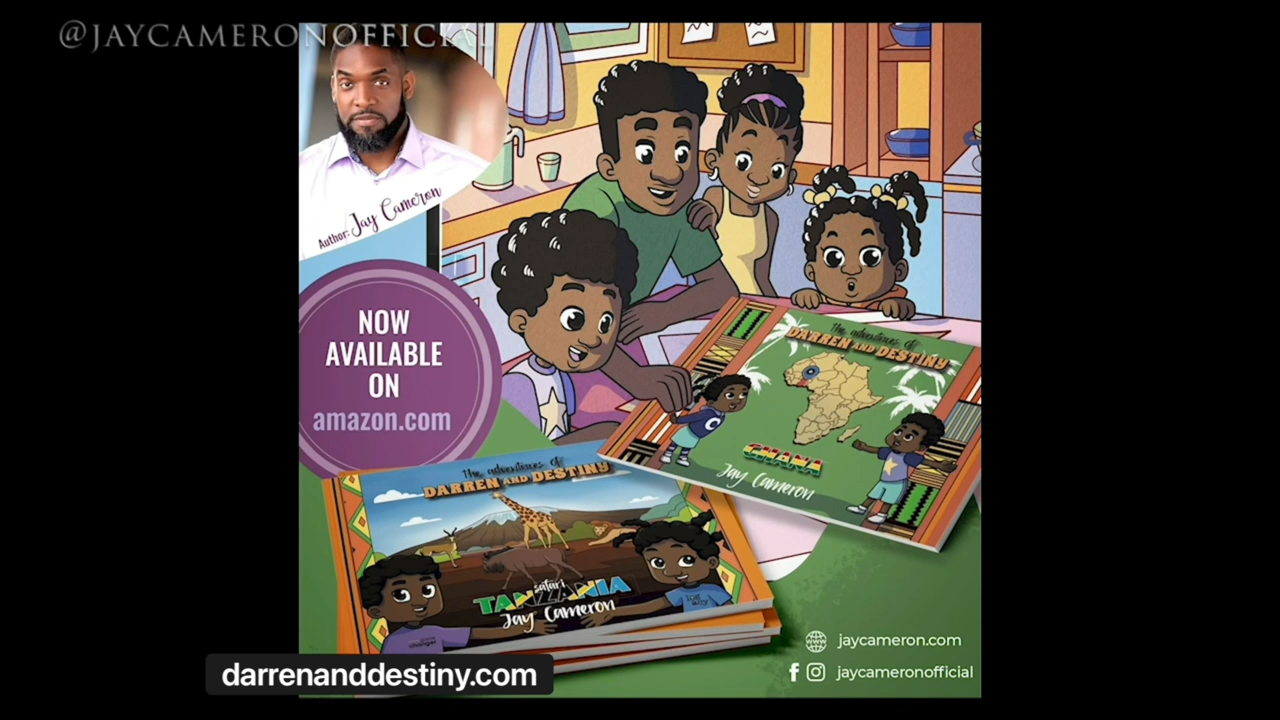 @JAYCAMERONOFFICIAL
Author: Jay Cameron
NOW
AVAILABLE
ON
amazon.com
the adventures of
DARREN AND DESTINY
GHANA
Jay Cameron
the adventures of
DARREN AND DESTINY
safari
TANZANIA
Jay Cameron
jaycameron.com
jaycameronofficial
darrenanddestiny.com